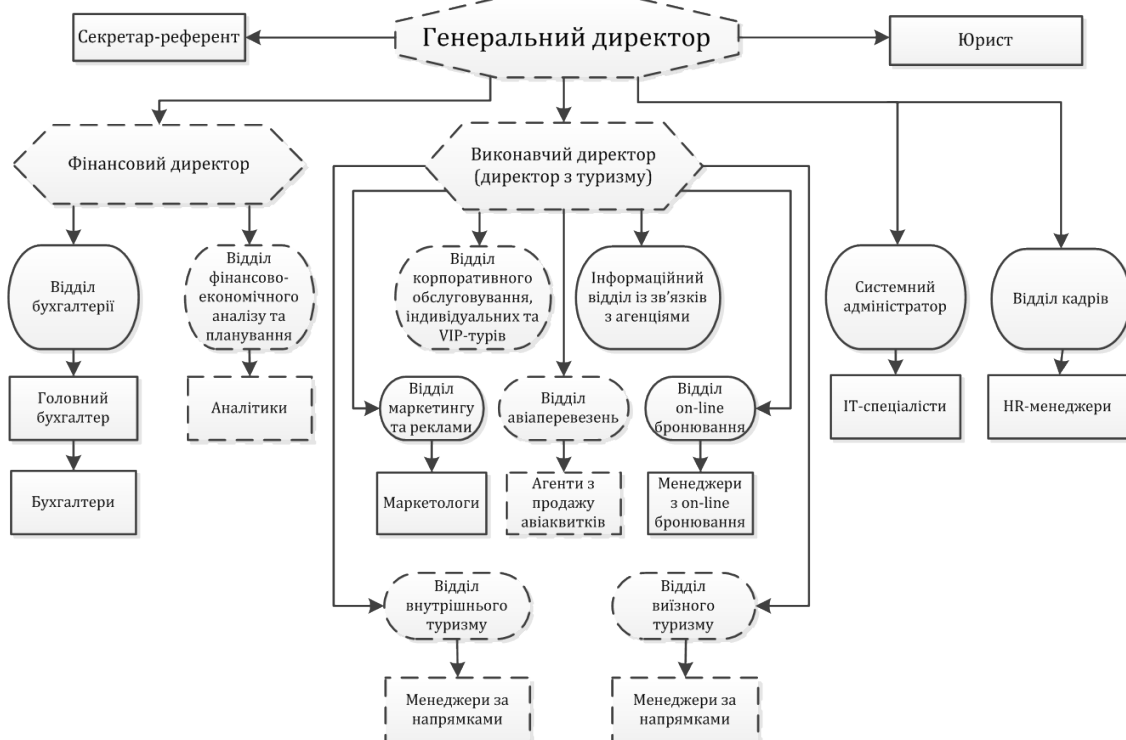 Секретар-референт
Генеральний директор
Юрист
Фінансовий директор
Виконавчий директор
(директор з туризму)
Відділ
бухгалтерії
Відділ
фінансово-
економічного
аналізу та
планування
Відділ
корпоративного
обслуговування,
індивідуальних та
VIP-турів
Інформаційний
відділ із зв’язків
з агенціями
Системний
адміністратор
Відділ кадрів
Головний
бухгалтер
Аналітики
Відділ
маркетингу
та реклами
Відділ
авіаперевезень
Відділ
on-line
бронювання
ІТ-спеціалісти
HR-менеджери
Бухгалтери
Маркетологи
Агенти з
продажу
авіаквитків
Менеджери
з on-line
бронювання
Відділ
внутрішнього
туризму
Відділ
виїзного
туризму
Менеджери за
напрямками
Менеджери за
напрямками